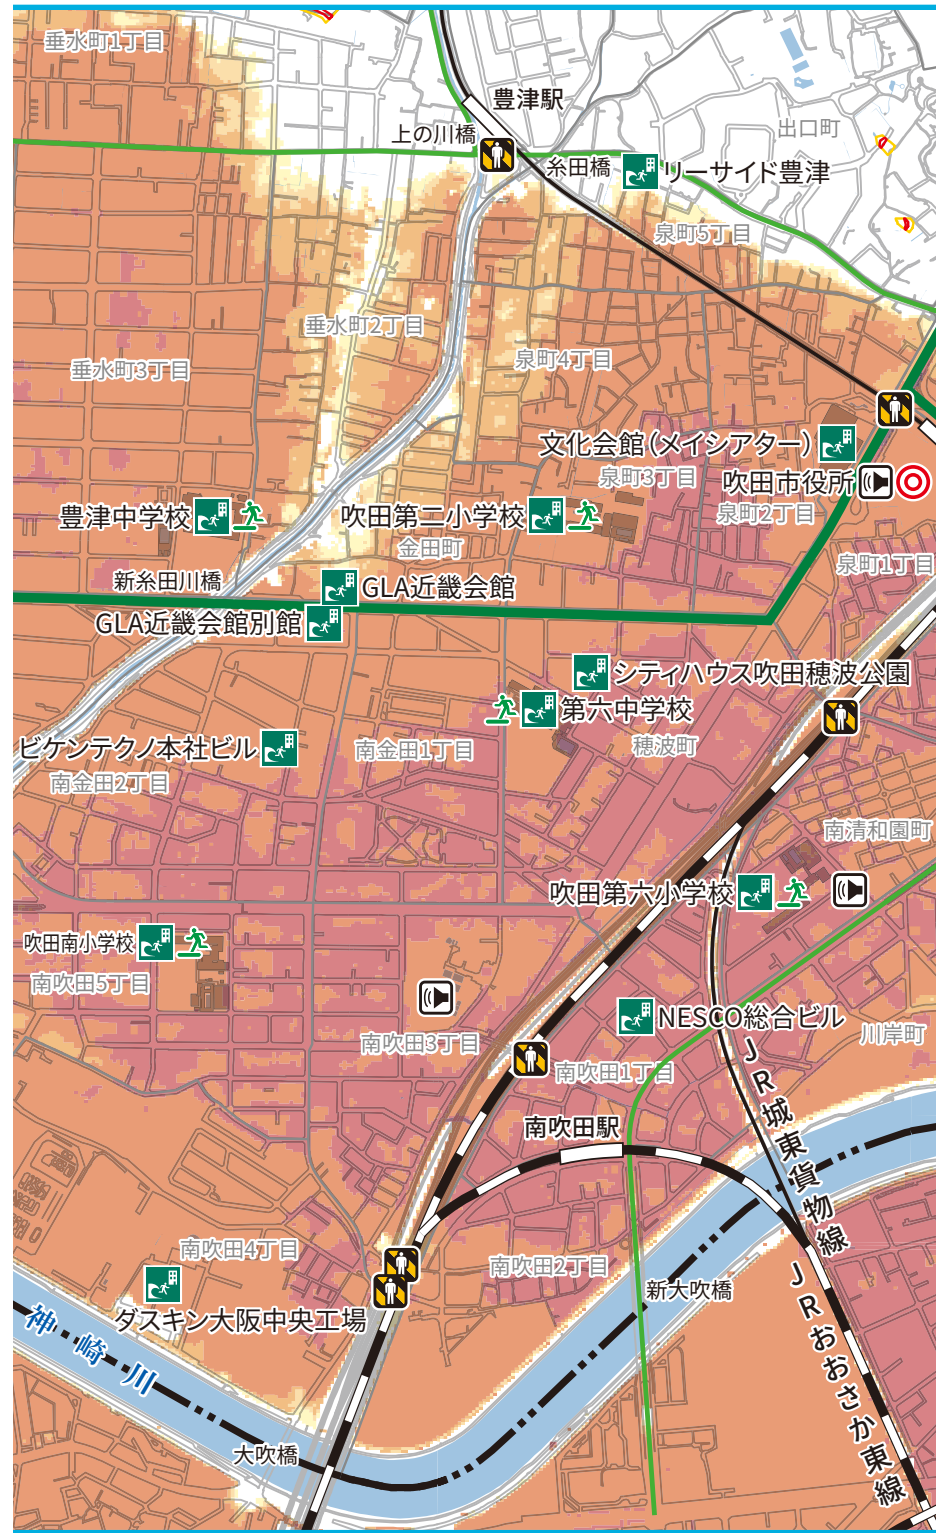 垂水町1丁目
豊津駅
上の川橋
出口町
糸田橋
リーサイド豊津
泉町5丁目
垂水町2丁目
泉町4丁目
垂水町3丁目
文化会館（メイシアター）
泉町3丁目
吹田市役所
泉町2丁目
豊津中学校
吹田第二小学校
金田町
泉町1丁目
新糸田川橋
GLA近畿会館
GLA近畿会館別館
シティハウス吹田穂波公園
第六中学校
穂波町
ビケンテクノ本社ビル
南金田1丁目
南金田2丁目
南清和園町
吹田第六小学校
吹田南小学校
南吹田5丁目
NESCO総合ビル
南吹田3丁目
川岸町
南吹田1丁目
JR城東貨物線
南吹田駅
南吹田4丁目
南吹田2丁目
新大吹橋
JRおおさか東線
ダスキン大阪中央工場
神崎川
大吹橋